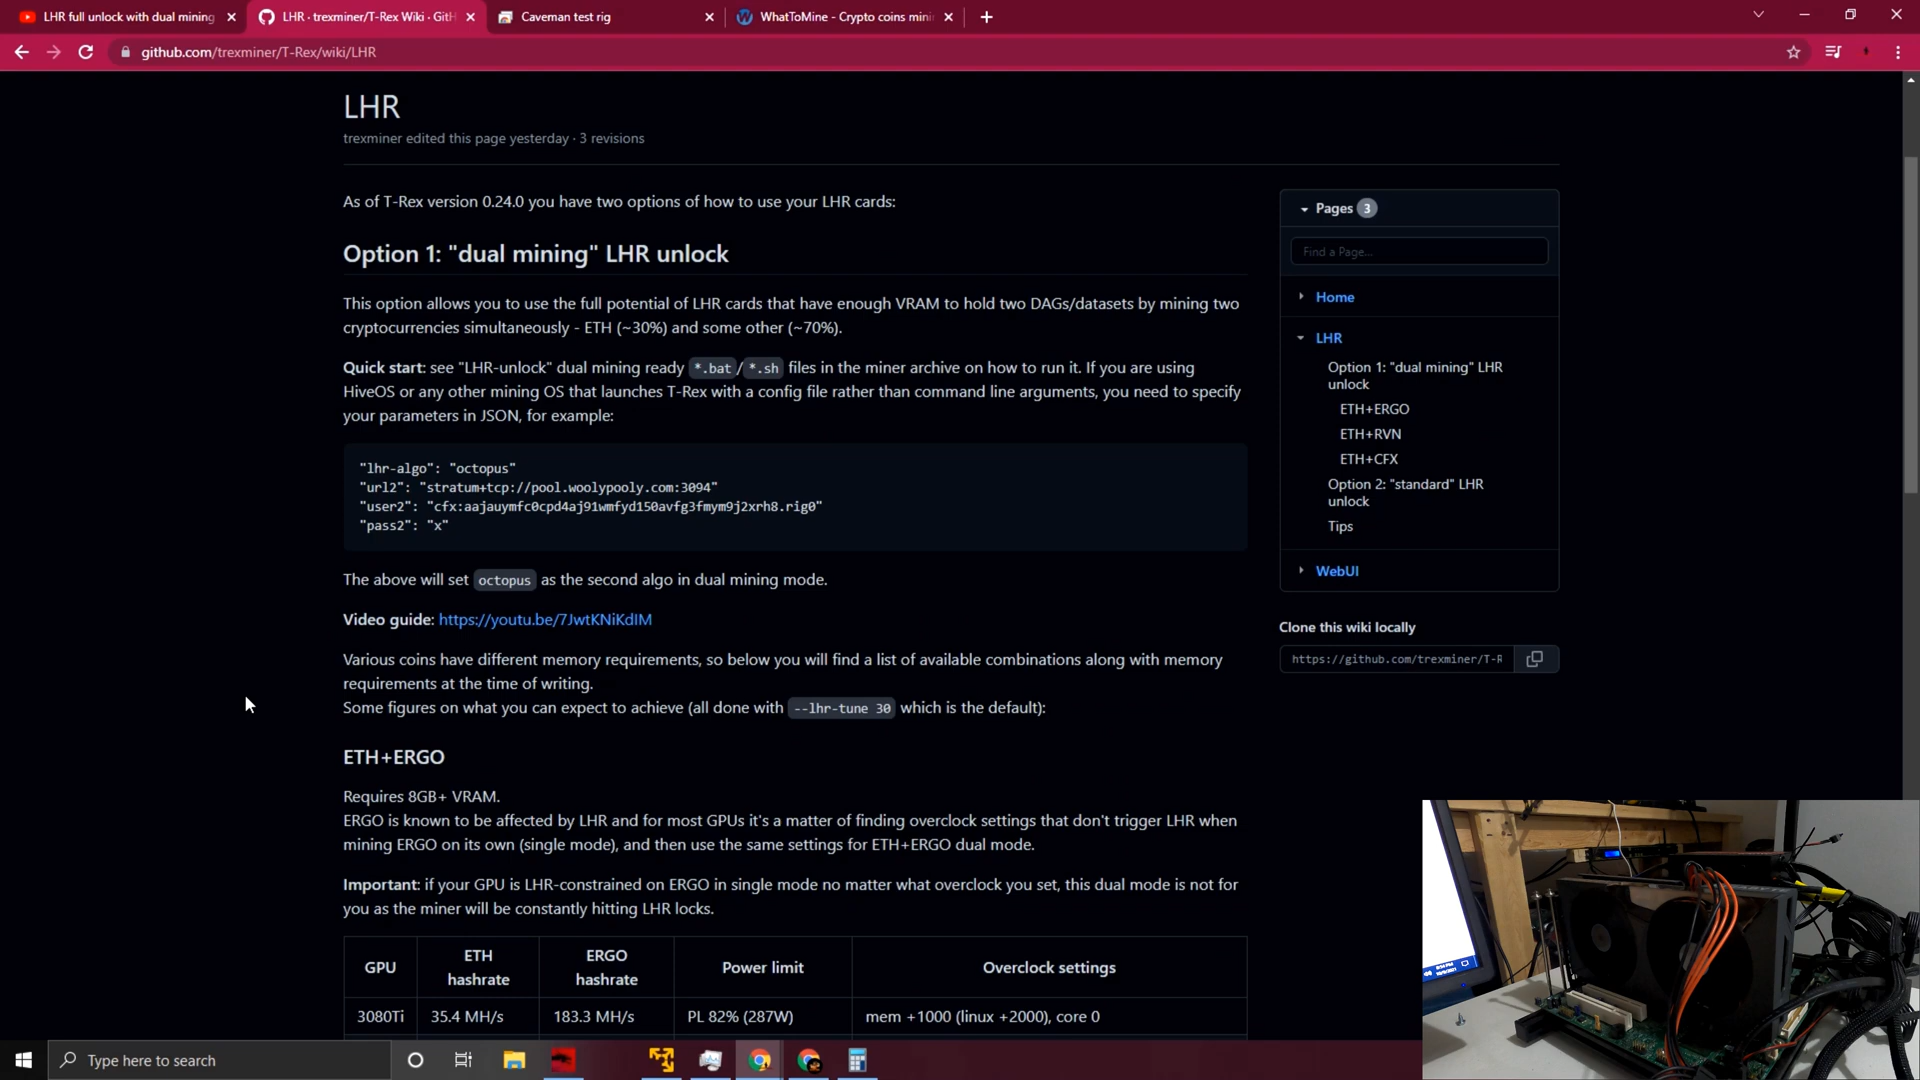 LHR full unlock with dual mining
LHR · trexminer/T-Rex Wiki · GitH
Caveman test rig
WhatToMine - Crypto coins mini
github.com/trexminer/T-Rex/wiki/LHR
LHR
trexminer edited this page yesterday · 3 revisions
As of T-Rex version 0.24.0 you have two options of how to use your LHR cards:
Option 1: "dual mining" LHR unlock
This option allows you to use the full potential of LHR cards that have enough VRAM to hold two DAGs/datasets by mining two
cryptocurrencies simultaneously - ETH (~30%) and some other (~70%).
Quick start: see "LHR-unlock" dual mining ready *.bat / *.sh files in the miner archive on how to run it. If you are using
HiveOS or any other mining OS that launches T-Rex with a config file rather than command line arguments, you need to specify
your parameters in JSON, for example:
"lhr-algo": "octopus"
"url2": "stratum+tcp://pool.woolypooly.com:3094"
"user2": "cfx:aajauymfc0cpd4aj91wmfyd150avfg3fmym9j2xrh8.rig0"
"pass2": "x"
The above will set octopus as the second algo in dual mining mode.
Video guide: https://youtu.be/7JwtKNiKdIM
Various coins have different memory requirements, so below you will find a list of available combinations along with memory
requirements at the time of writing.
Some figures on what you can expect to achieve (all done with --lhr-tune 30 which is the default):
ETH+ERGO
Requires 8GB+ VRAM.
ERGO is known to be affected by LHR and for most GPUs it's a matter of finding overclock settings that don't trigger LHR when
mining ERGO on its own (single mode), and then use the same settings for ETH+ERGO dual mode.
Important: if your GPU is LHR-constrained on ERGO in single mode no matter what overclock you set, this dual mode is not for
you as the miner will be constantly hitting LHR locks.
GPU ETH hashrate ERGO hashrate Power limit Overclock settings
3080Ti 35.4 MH/s 183.3 MH/s PL 82% (287W) mem +1000 (linux +2000), core 0
Pages 3
Find a Page...
Home
LHR
Option 1: "dual mining" LHR
unlock
ETH+ERGO
ETH+RVN
ETH+CFX
Option 2: "standard" LHR
unlock
Tips
WebUI
Clone this wiki locally
https://github.com/trexminer/T-R
Type here to search